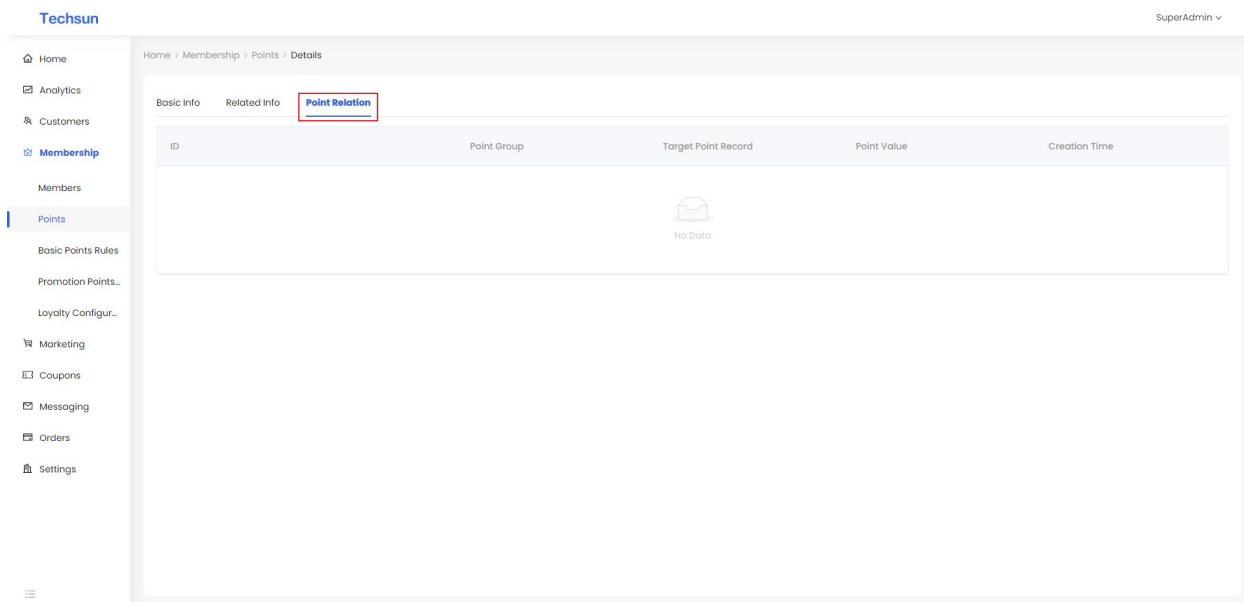 Techsun
SuperAdmin
Home
Analytics
Customers
Membership
Members
Points
Basic Points Rules
Promotion Points...
Loyalty Configur...
Marketing
Coupons
Messaging
Orders
Settings
Home > Membership > Points > Details
Basic Info Related Info Point Relation
ID Point Group Target Point Record Point Value Creation Time
No Data